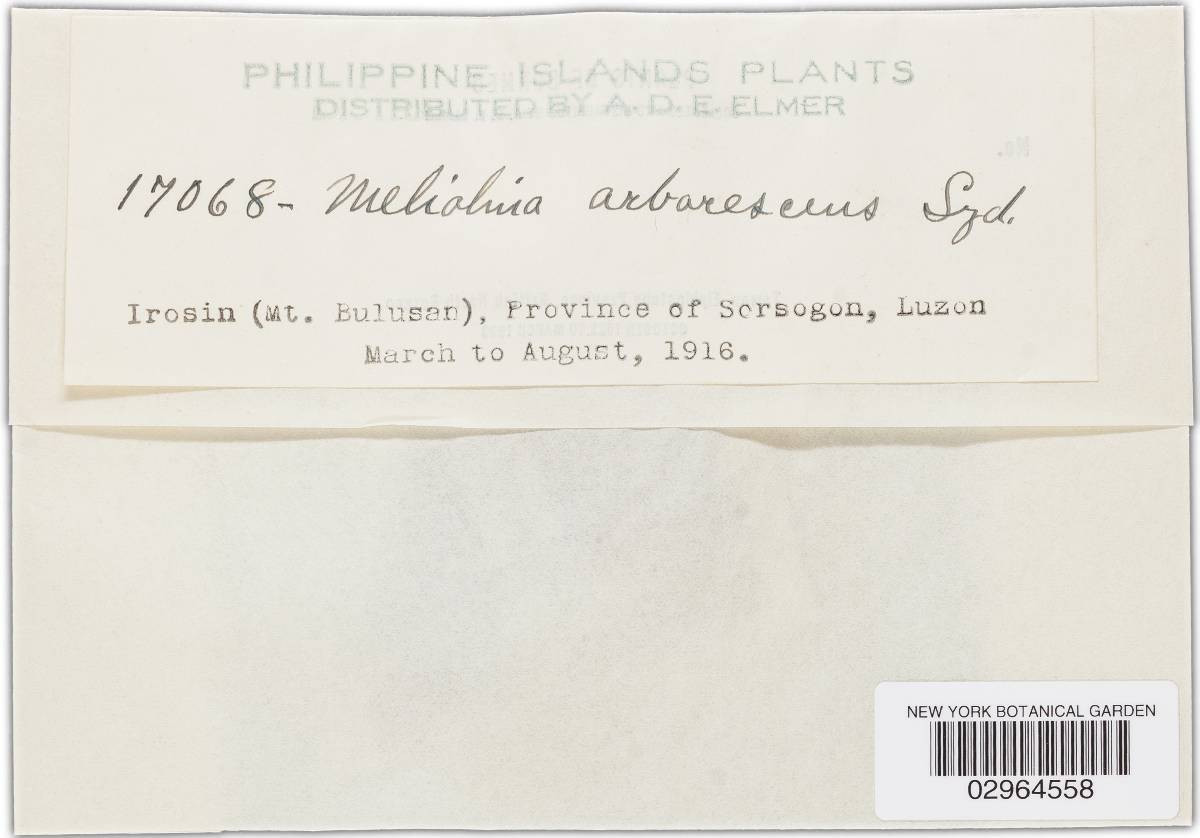 PHILIPPINE ISLANDS PLANTS
DISTRIBUTED BY A. D. E. ELMER
No.
17068- Meliolina arborescens Syd.
Irosin (Mt. Bulusan), Province of Sorsogon, Luzon
March to August, 1916.
NEW YORK BOTANICAL GARDEN
02964558